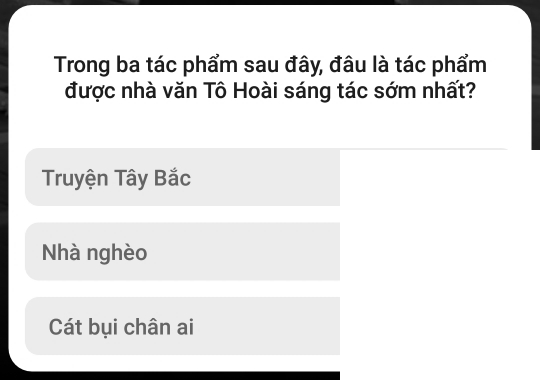 Trong ba tác phẩm sau đây, đâu là tác phẩm
được nhà văn Tô Hoài sáng tác sớm nhất?
Truyện Tây Bắc
Nhà nghèo
Cát bụi chân ai